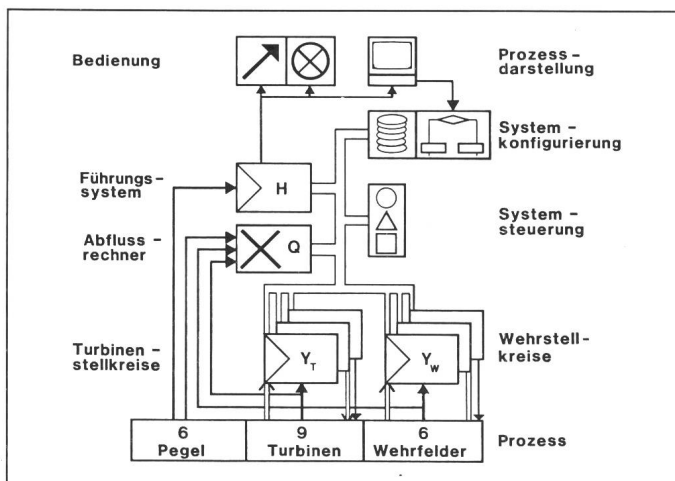 Bedienung
Prozess -
darstellung
System -
konfigurierung
Führungs -
system
H
Abfluss -
rechner
Q
System -
steuerung
Turbinen -
stellkreise
Y_T
Y_W
Wehrstell -
kreise
6
Pegel
9
Turbinen
6
Wehrfelder
Prozess